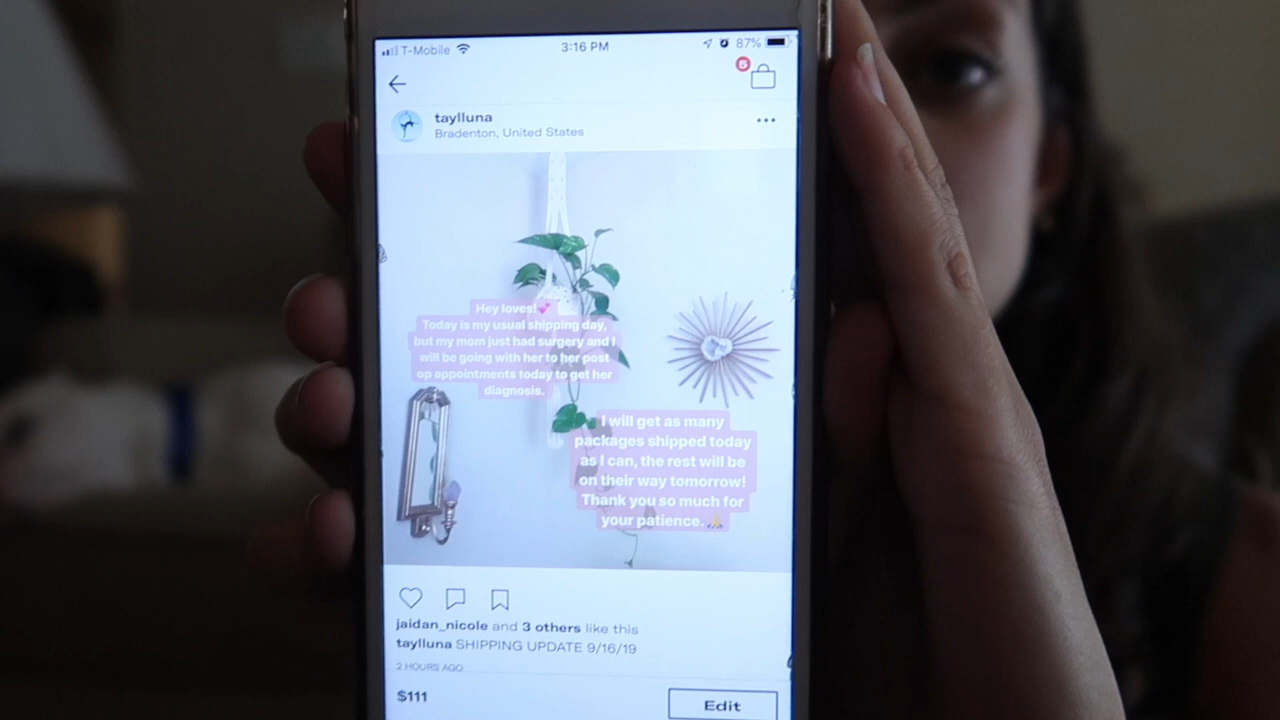 T-Mobile 3:16 PM 87%
5
taylluna
Bradenton, United States
Hey loves!💕
Today is my usual shipping day,
but my mom just had surgery and I
will be going with her to her post
op appointments today to get her
diagnosis.
I will get as many
packages shipped today
as I can, the rest will be
on their way tomorrow!
Thank you so much for
your patience.🙏
jaidan_nicole and 3 others like this
taylluna SHIPPING UPDATE 9/16/19
2 HOURS AGO
$111 Edit